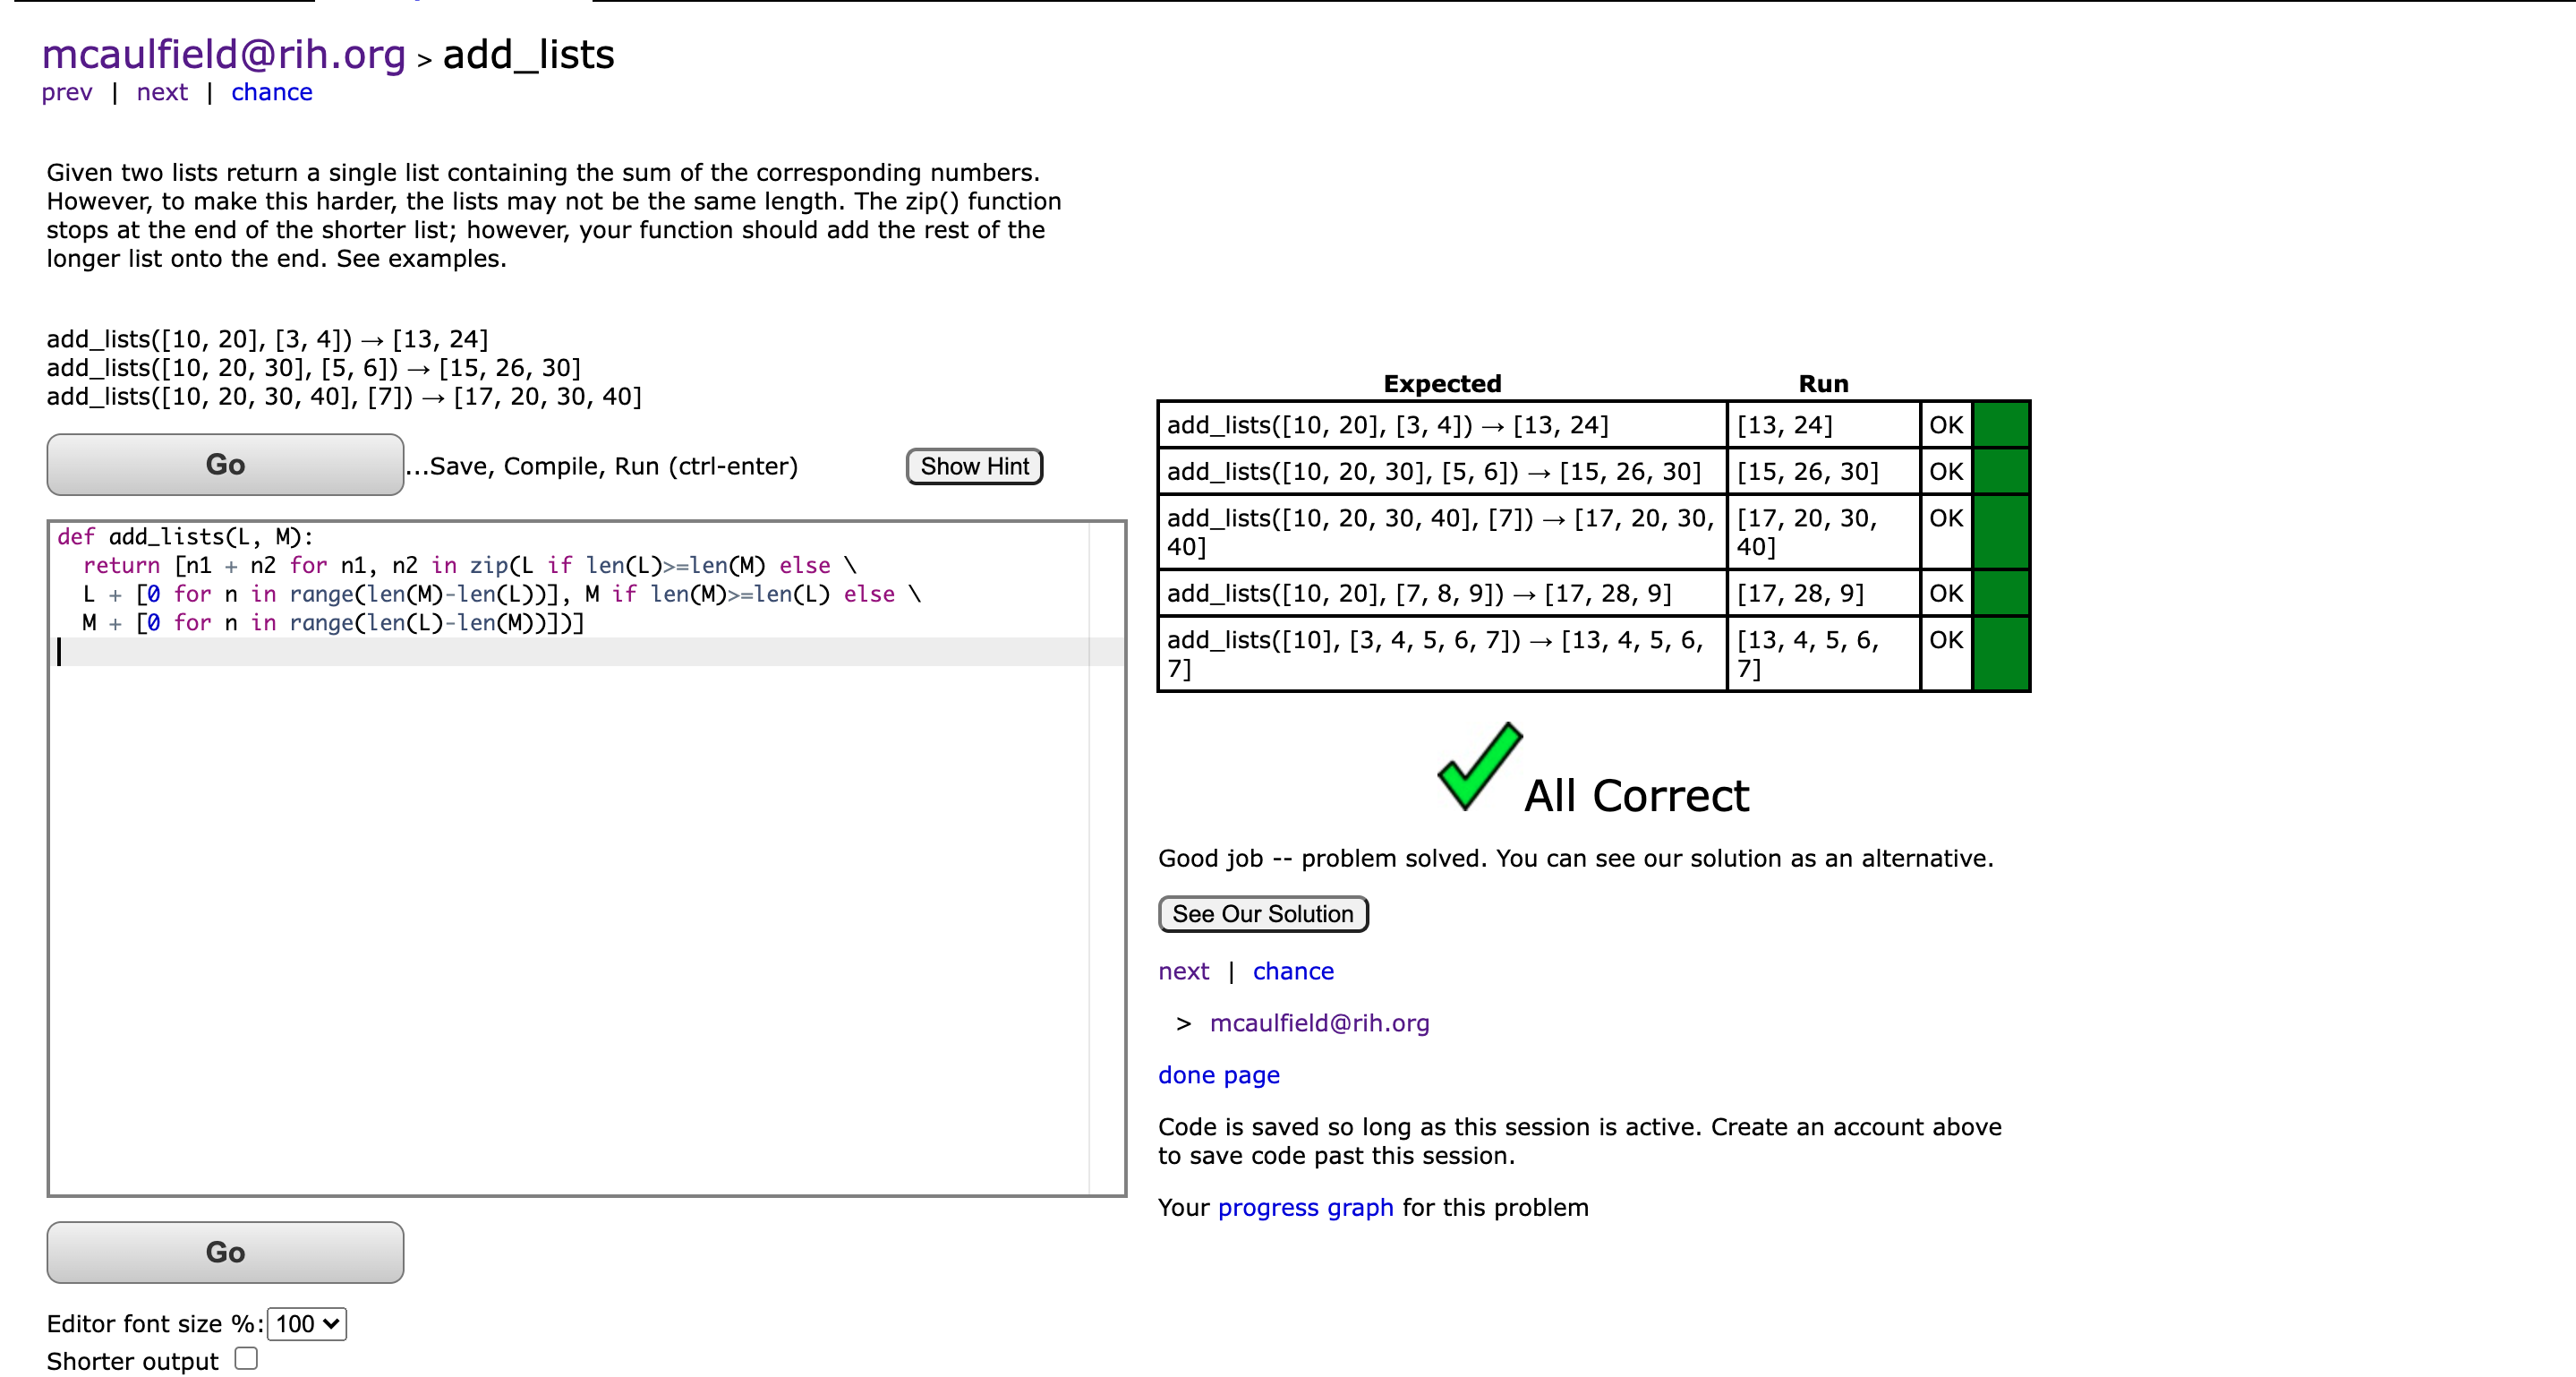 mcaulfield@rih.org > add_lists
prev | next | chance
Given two lists return a single list containing the sum of the corresponding numbers.
However, to make this harder, the lists may not be the same length. The zip() function
stops at the end of the shorter list; however, your function should add the rest of the
longer list onto the end. See examples.
add_lists([10, 20], [3, 4]) → [13, 24]
add_lists([10, 20, 30], [5, 6]) → [15, 26, 30]
add_lists([10, 20, 30, 40], [7]) → [17, 20, 30, 40]
Go ...Save, Compile, Run (ctrl-enter) Show Hint
def add_lists(L, M):
  return [n1 + n2 for n1, n2 in zip(L if len(L)>=len(M) else \
  L + [0 for n in range(len(M)-len(L))], M if len(M)>=len(L) else \
  M + [0 for n in range(len(L)-len(M))])]
Go
Editor font size %: 100
Shorter output
Expected Run
add_lists([10, 20], [3, 4]) → [13, 24] [13, 24] OK
add_lists([10, 20, 30], [5, 6]) → [15, 26, 30] [15, 26, 30] OK
add_lists([10, 20, 30, 40], [7]) → [17, 20, 30, [17, 20, 30, OK
40] 40]
add_lists([10, 20], [7, 8, 9]) → [17, 28, 9] [17, 28, 9] OK
add_lists([10], [3, 4, 5, 6, 7]) → [13, 4, 5, 6, [13, 4, 5, 6, OK
7] 7]
All Correct
Good job -- problem solved. You can see our solution as an alternative.
See Our Solution
next | chance
> mcaulfield@rih.org
done page
Code is saved so long as this session is active. Create an account above
to save code past this session.
Your progress graph for this problem